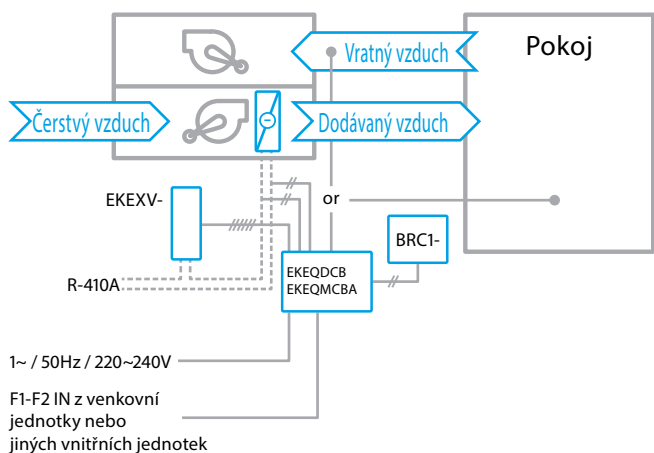 Vratný vzduch
Pokoj
Čerstvý vzduch
Dodávaný vzduch
EKEXV-
or
BRC1-
R-410A
EKEQDCB
EKEQMCBA
1~ / 50Hz / 220~240V
F1-F2 IN z venkovní
jednotky nebo
jiných vnitřních jednotek